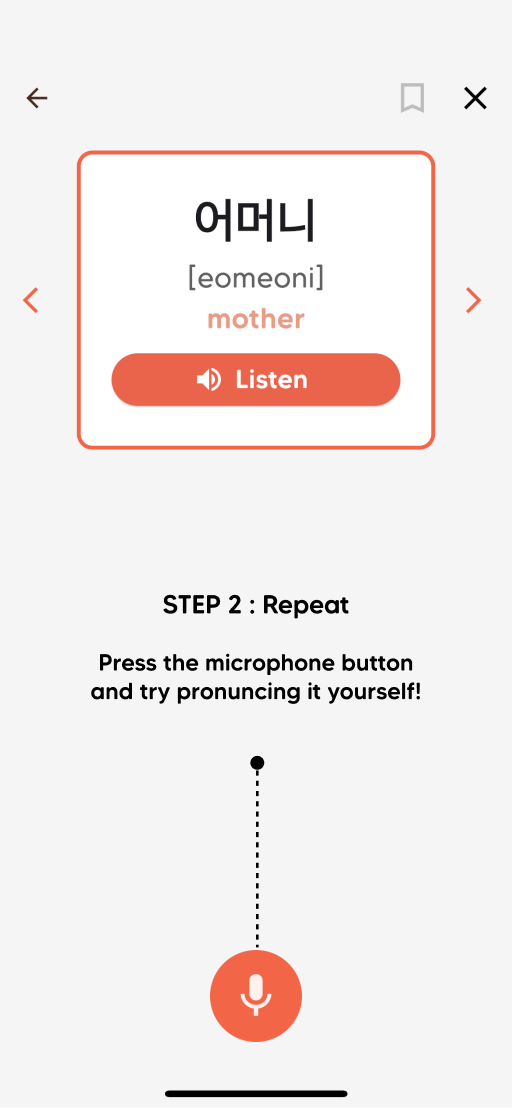 어머니
[eomeoni]
mother
Listen
STEP 2 : Repeat
Press the microphone button
and try pronuncing it yourself!